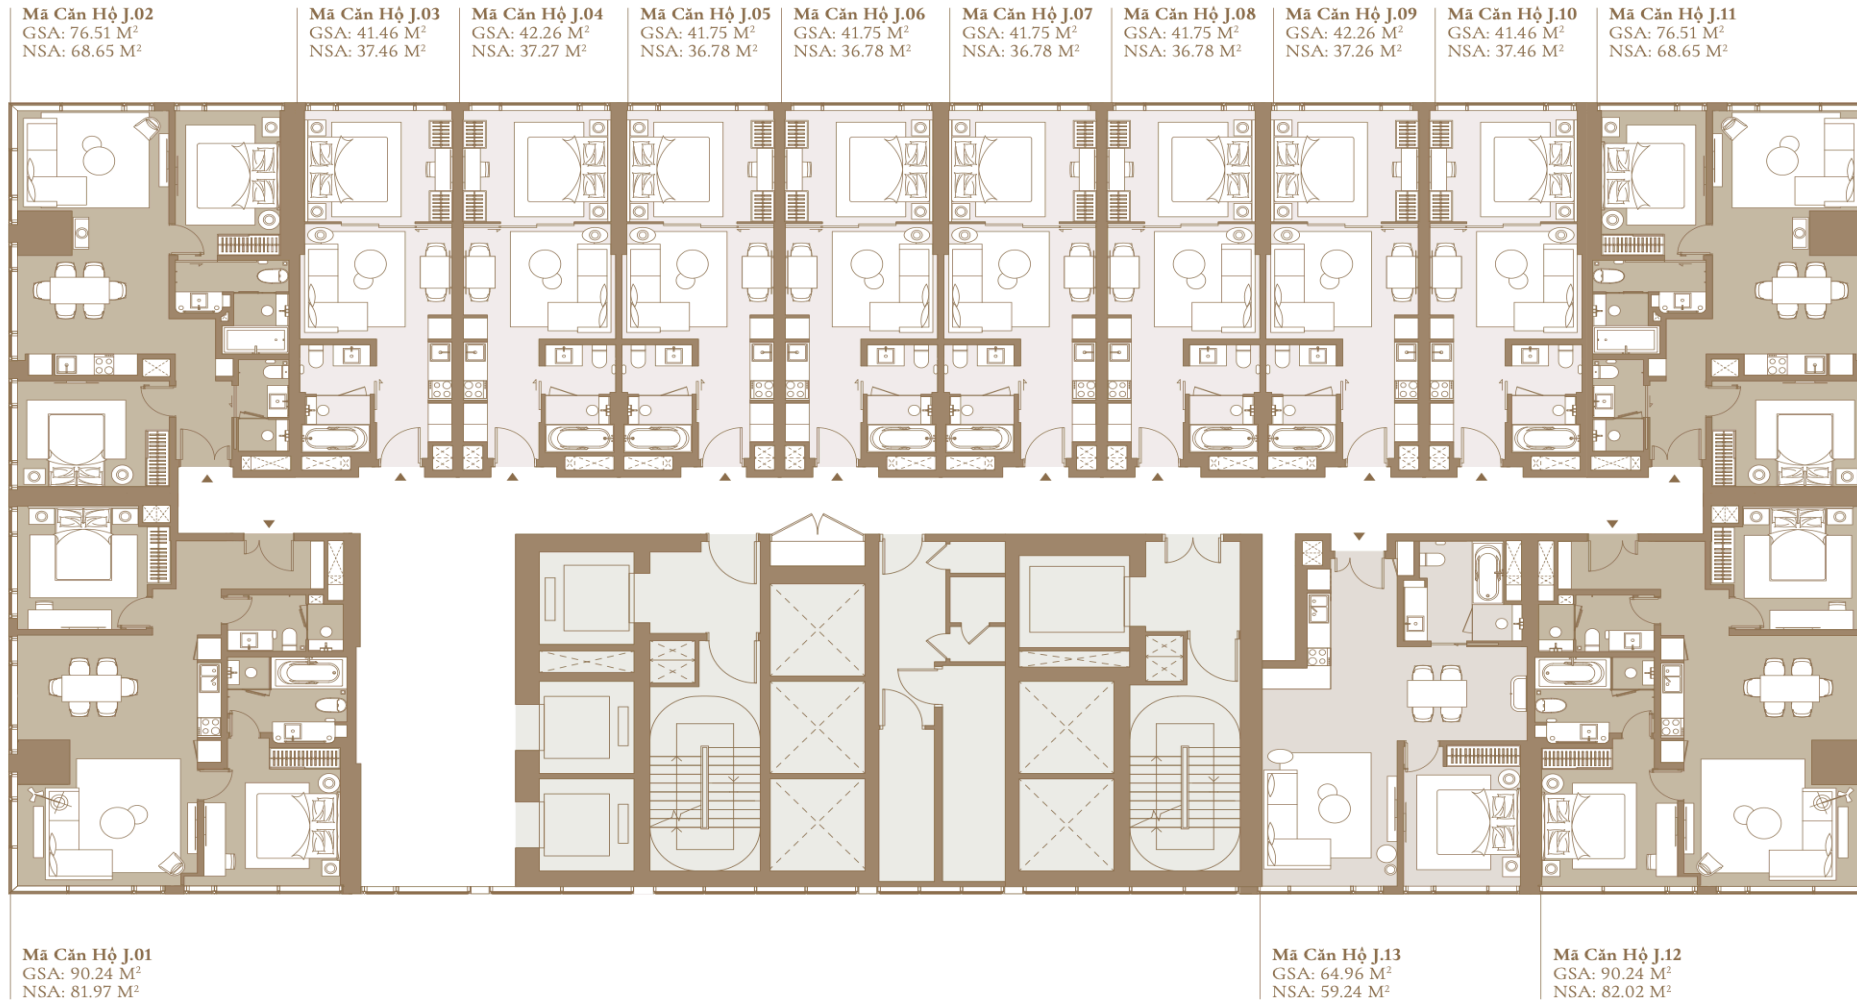 Mã Căn Hộ J.02
GSA: 76.51 M²
NSA: 68.65 M²
Mã Căn Hộ J.03
GSA: 41.46 M²
NSA: 37.46 M²
Mã Căn Hộ J.04
GSA: 42.26 M²
NSA: 37.27 M²
Mã Căn Hộ J.05
GSA: 41.75 M²
NSA: 36.78 M²
Mã Căn Hộ J.06
GSA: 41.75 M²
NSA: 36.78 M²
Mã Căn Hộ J.07
GSA: 41.75 M²
NSA: 36.78 M²
Mã Căn Hộ J.08
GSA: 41.75 M²
NSA: 36.78 M²
Mã Căn Hộ J.09
GSA: 42.26 M²
NSA: 37.26 M²
Mã Căn Hộ J.10
GSA: 41.46 M²
NSA: 37.46 M²
Mã Căn Hộ J.11
GSA: 76.51 M²
NSA: 68.65 M²
Mã Căn Hộ J.01
GSA: 90.24 M²
NSA: 81.97 M²
Mã Căn Hộ J.13
GSA: 64.96 M²
NSA: 59.24 M²
Mã Căn Hộ J.12
GSA: 90.24 M²
NSA: 82.02 M²